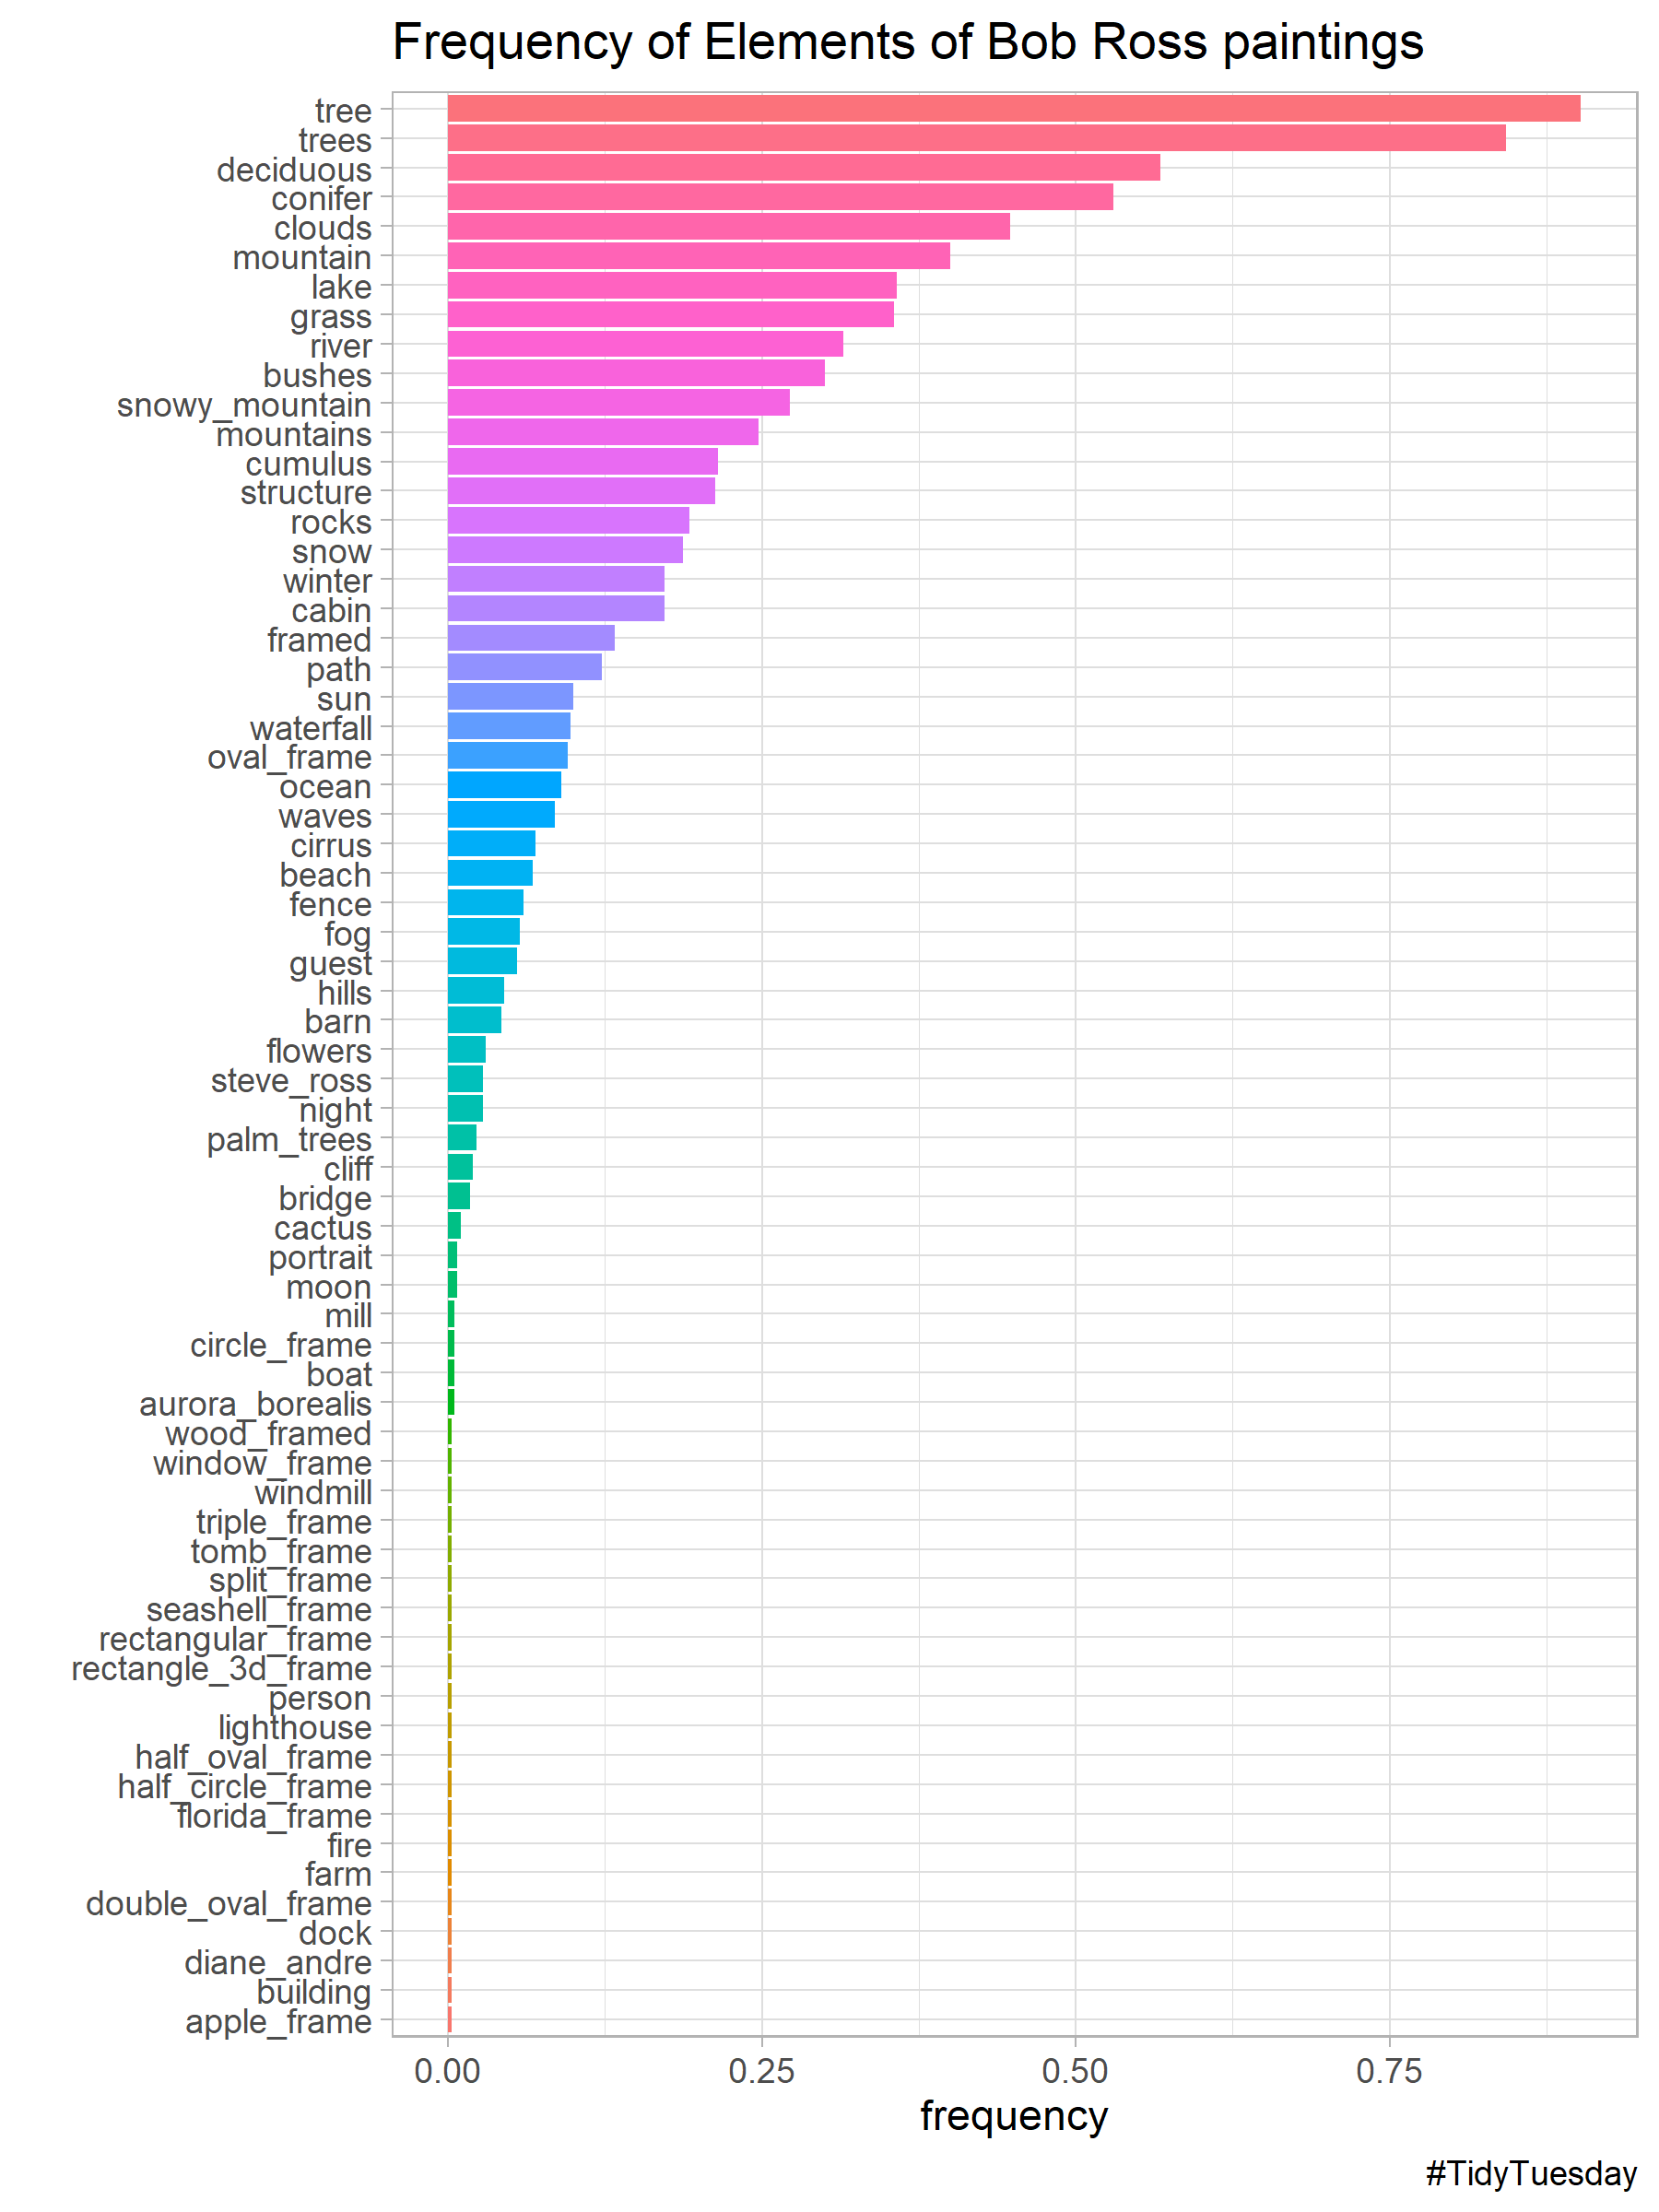 Frequency of Elements of Bob Ross paintings
tree
trees
deciduous
conifer
clouds
mountain
lake
grass
river
bushes
snowy_mountain
mountains
cumulus
structure
rocks
snow
winter
cabin
framed
path
sun
waterfall
oval_frame
ocean
waves
cirrus
beach
fence
fog
guest
hills
barn
flowers
steve_ross
night
palm_trees
cliff
bridge
cactus
portrait
moon
mill
circle_frame
boat
aurora_borealis
wood_framed
window_frame
windmill
triple_frame
tomb_frame
split_frame
seashell_frame
rectangular_frame
rectangle_3d_frame
person
lighthouse
half_oval_frame
half_circle_frame
florida_frame
fire
farm
double_oval_frame
dock
diane_andre
building
apple_frame
0.00 0.25 0.50 0.75
frequency
#TidyTuesday